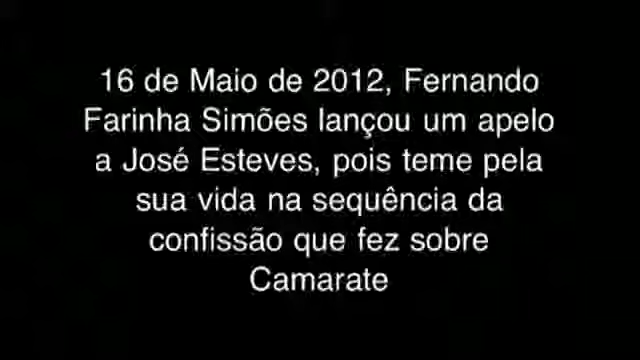 16 de Maio de 2012, Fernando
Farinha Simões lançou um apelo
a José Esteves, pois teme pela
sua vida na sequência da
confissão que fez sobre
Camarate